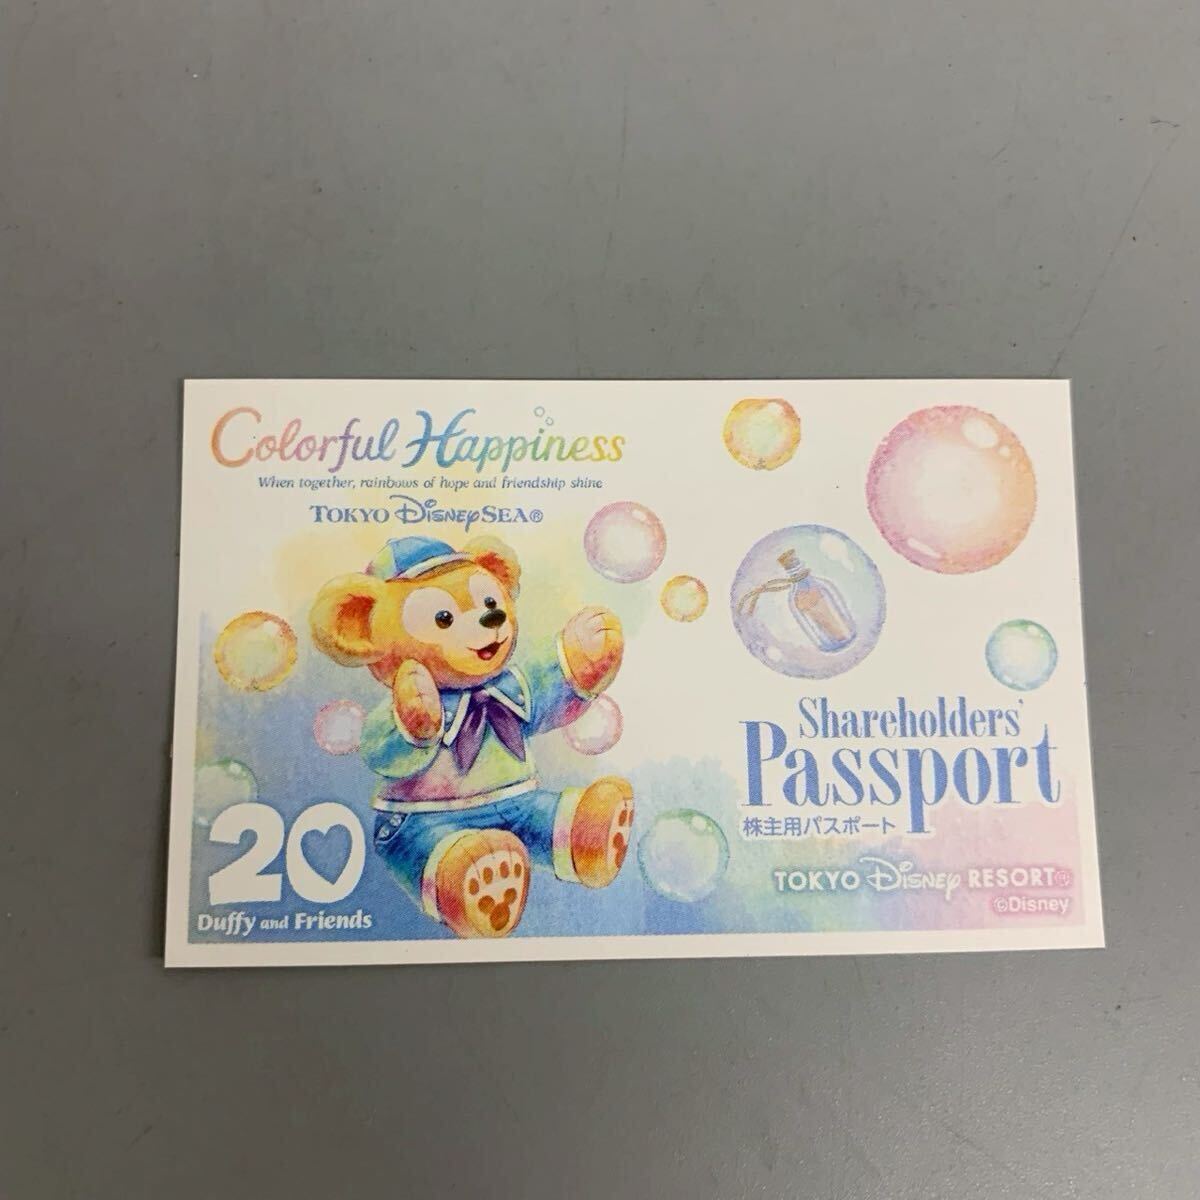 Colorful Happiness
When together, rainbows of hope and friendship shine
TOKYO DISNEYSEA®
20
Duffy and Friends
Shareholders'
Passport
株主用パスポート
TOKYO DISNEY RESORT®
©Disney